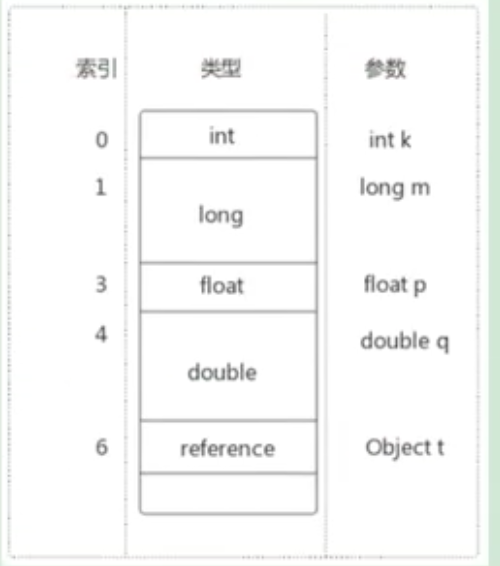 索引 类型 参数
0 int int k
1 long long m
3 float float p
4 double double q
6 reference Object t